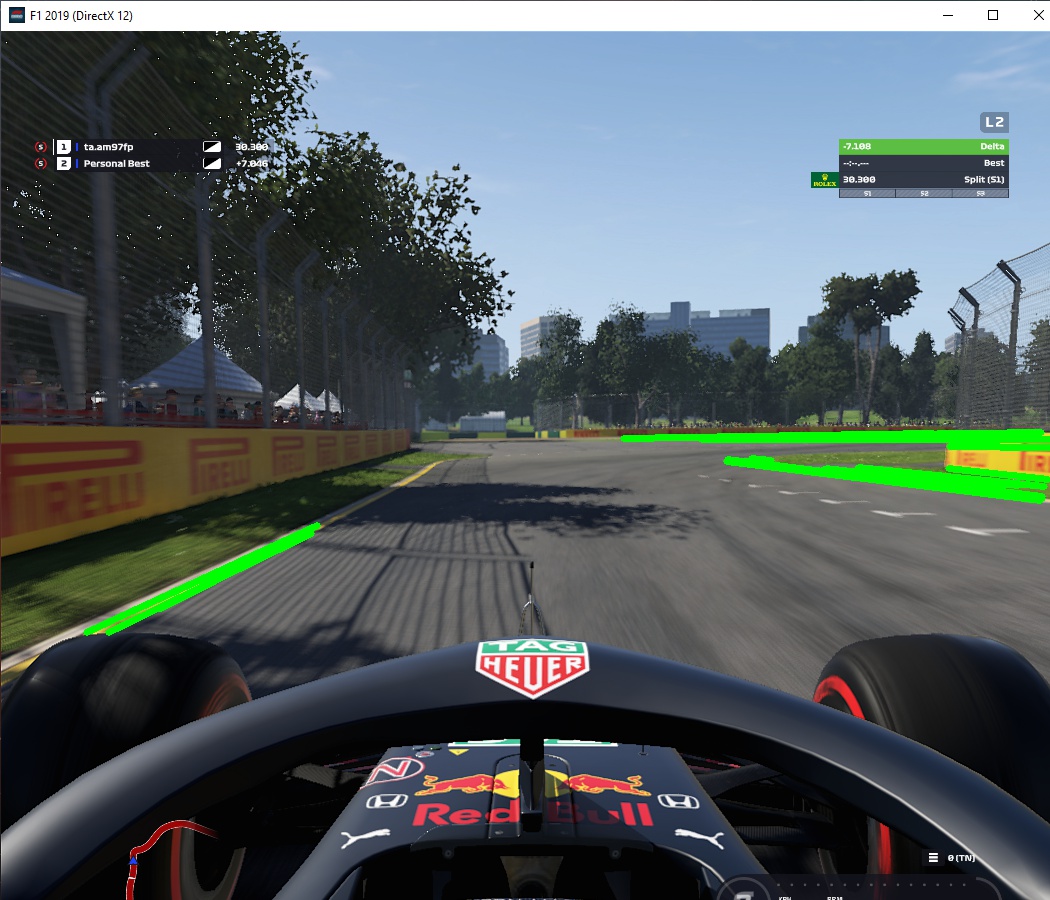 F1 2019 (DirectX 12)
L2
S 1 ta.am97fp 30.300
S 2 Personal Best +7.046
-7.108 Delta
--:--.--- Best
ROLEX 30.300 Split (S1)
S1 S2 S3
PIRELLI PIRELLI PIRELLI
TAG
HEUER
Red Bull
0 (TN)